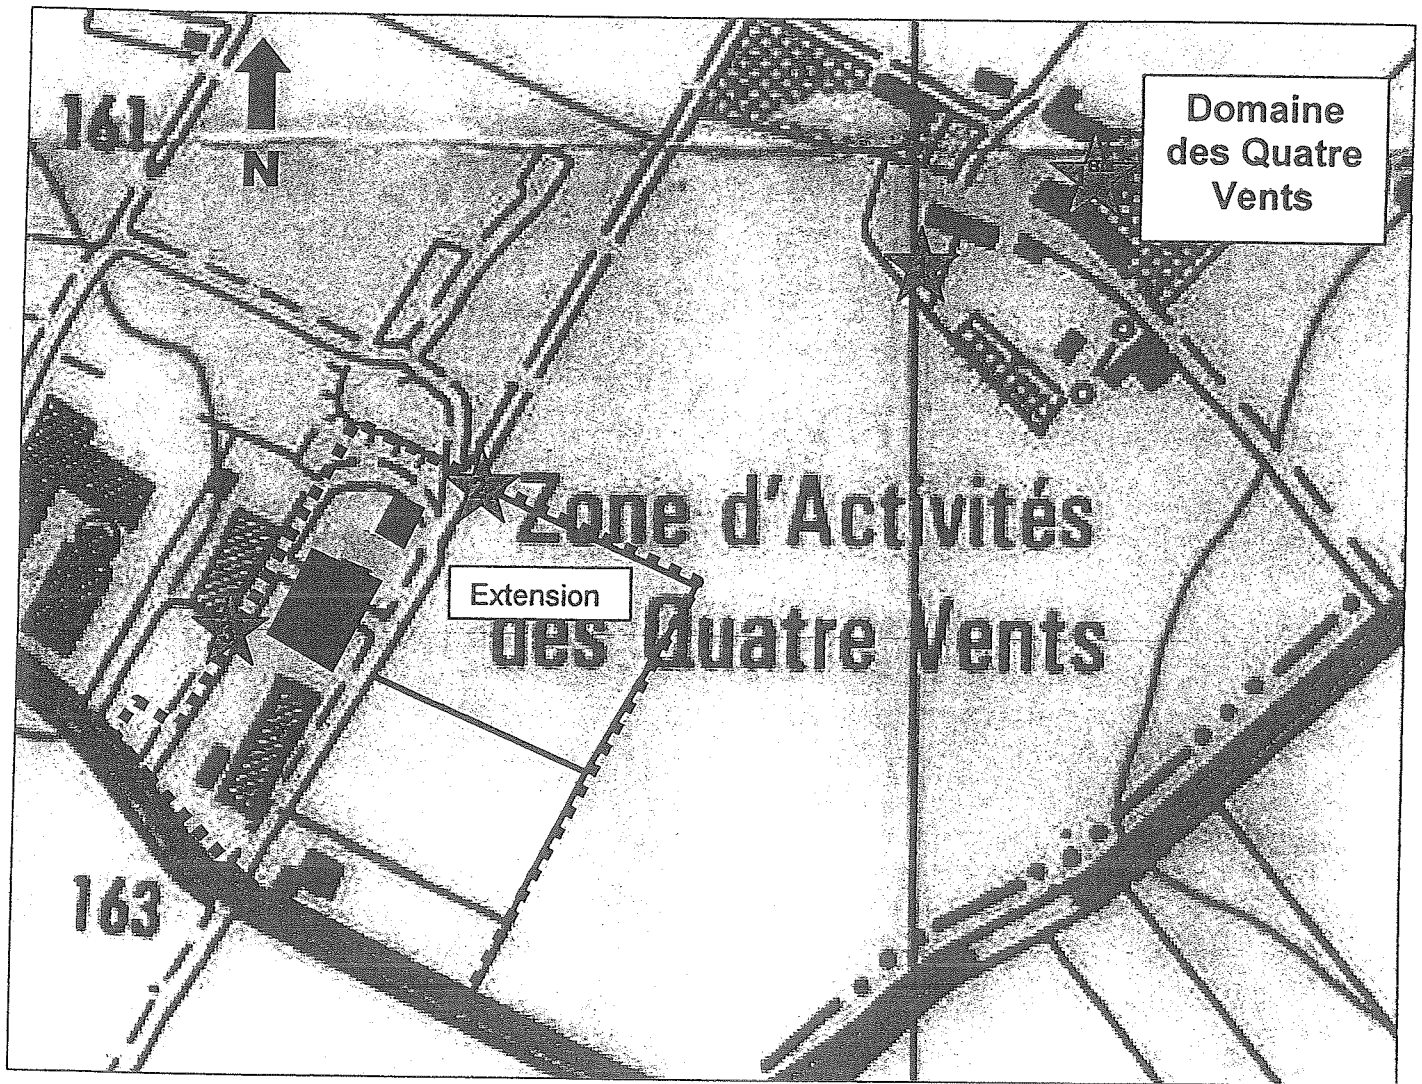 Domaine
des Quatre
Vents
161
N
Zone d'Activités
Extension
des Quatre Vents
163